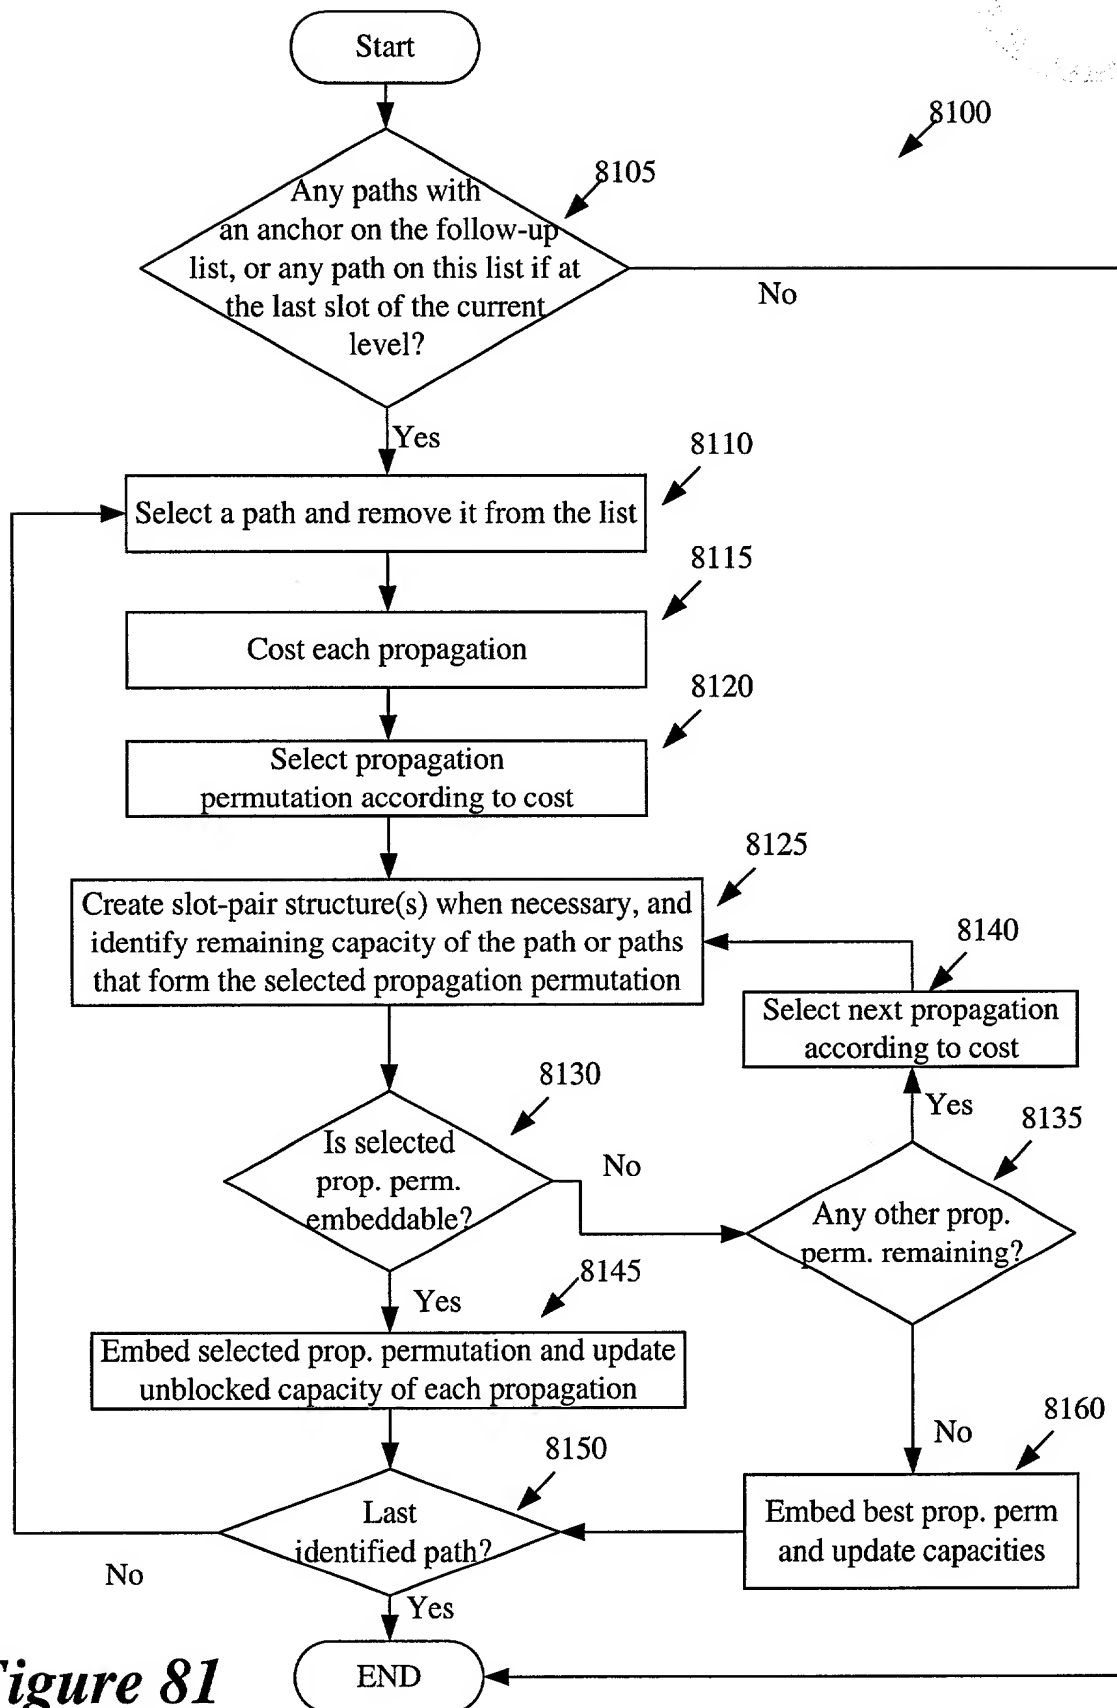 Start
8100
8105
Any paths with
an anchor on the follow-up
list, or any path on this list if at
the last slot of the current
level?
No
Yes
8110
Select a path and remove it from the list
8115
Cost each propagation
8120
Select propagation
permutation according to cost
8125
Create slot-pair structure(s) when necessary, and
identify remaining capacity of the path or paths
that form the selected propagation permutation
8140
Select next propagation
according to cost
8130
Is selected
prop. perm.
embeddable?
No
Yes
8135
Any other prop.
perm. remaining?
8145
Yes
Embed selected prop. permutation and update
unblocked capacity of each propagation
No
8160
Embed best prop. perm
and update capacities
8150
Last
identified path?
No
Yes
END
Figure 81